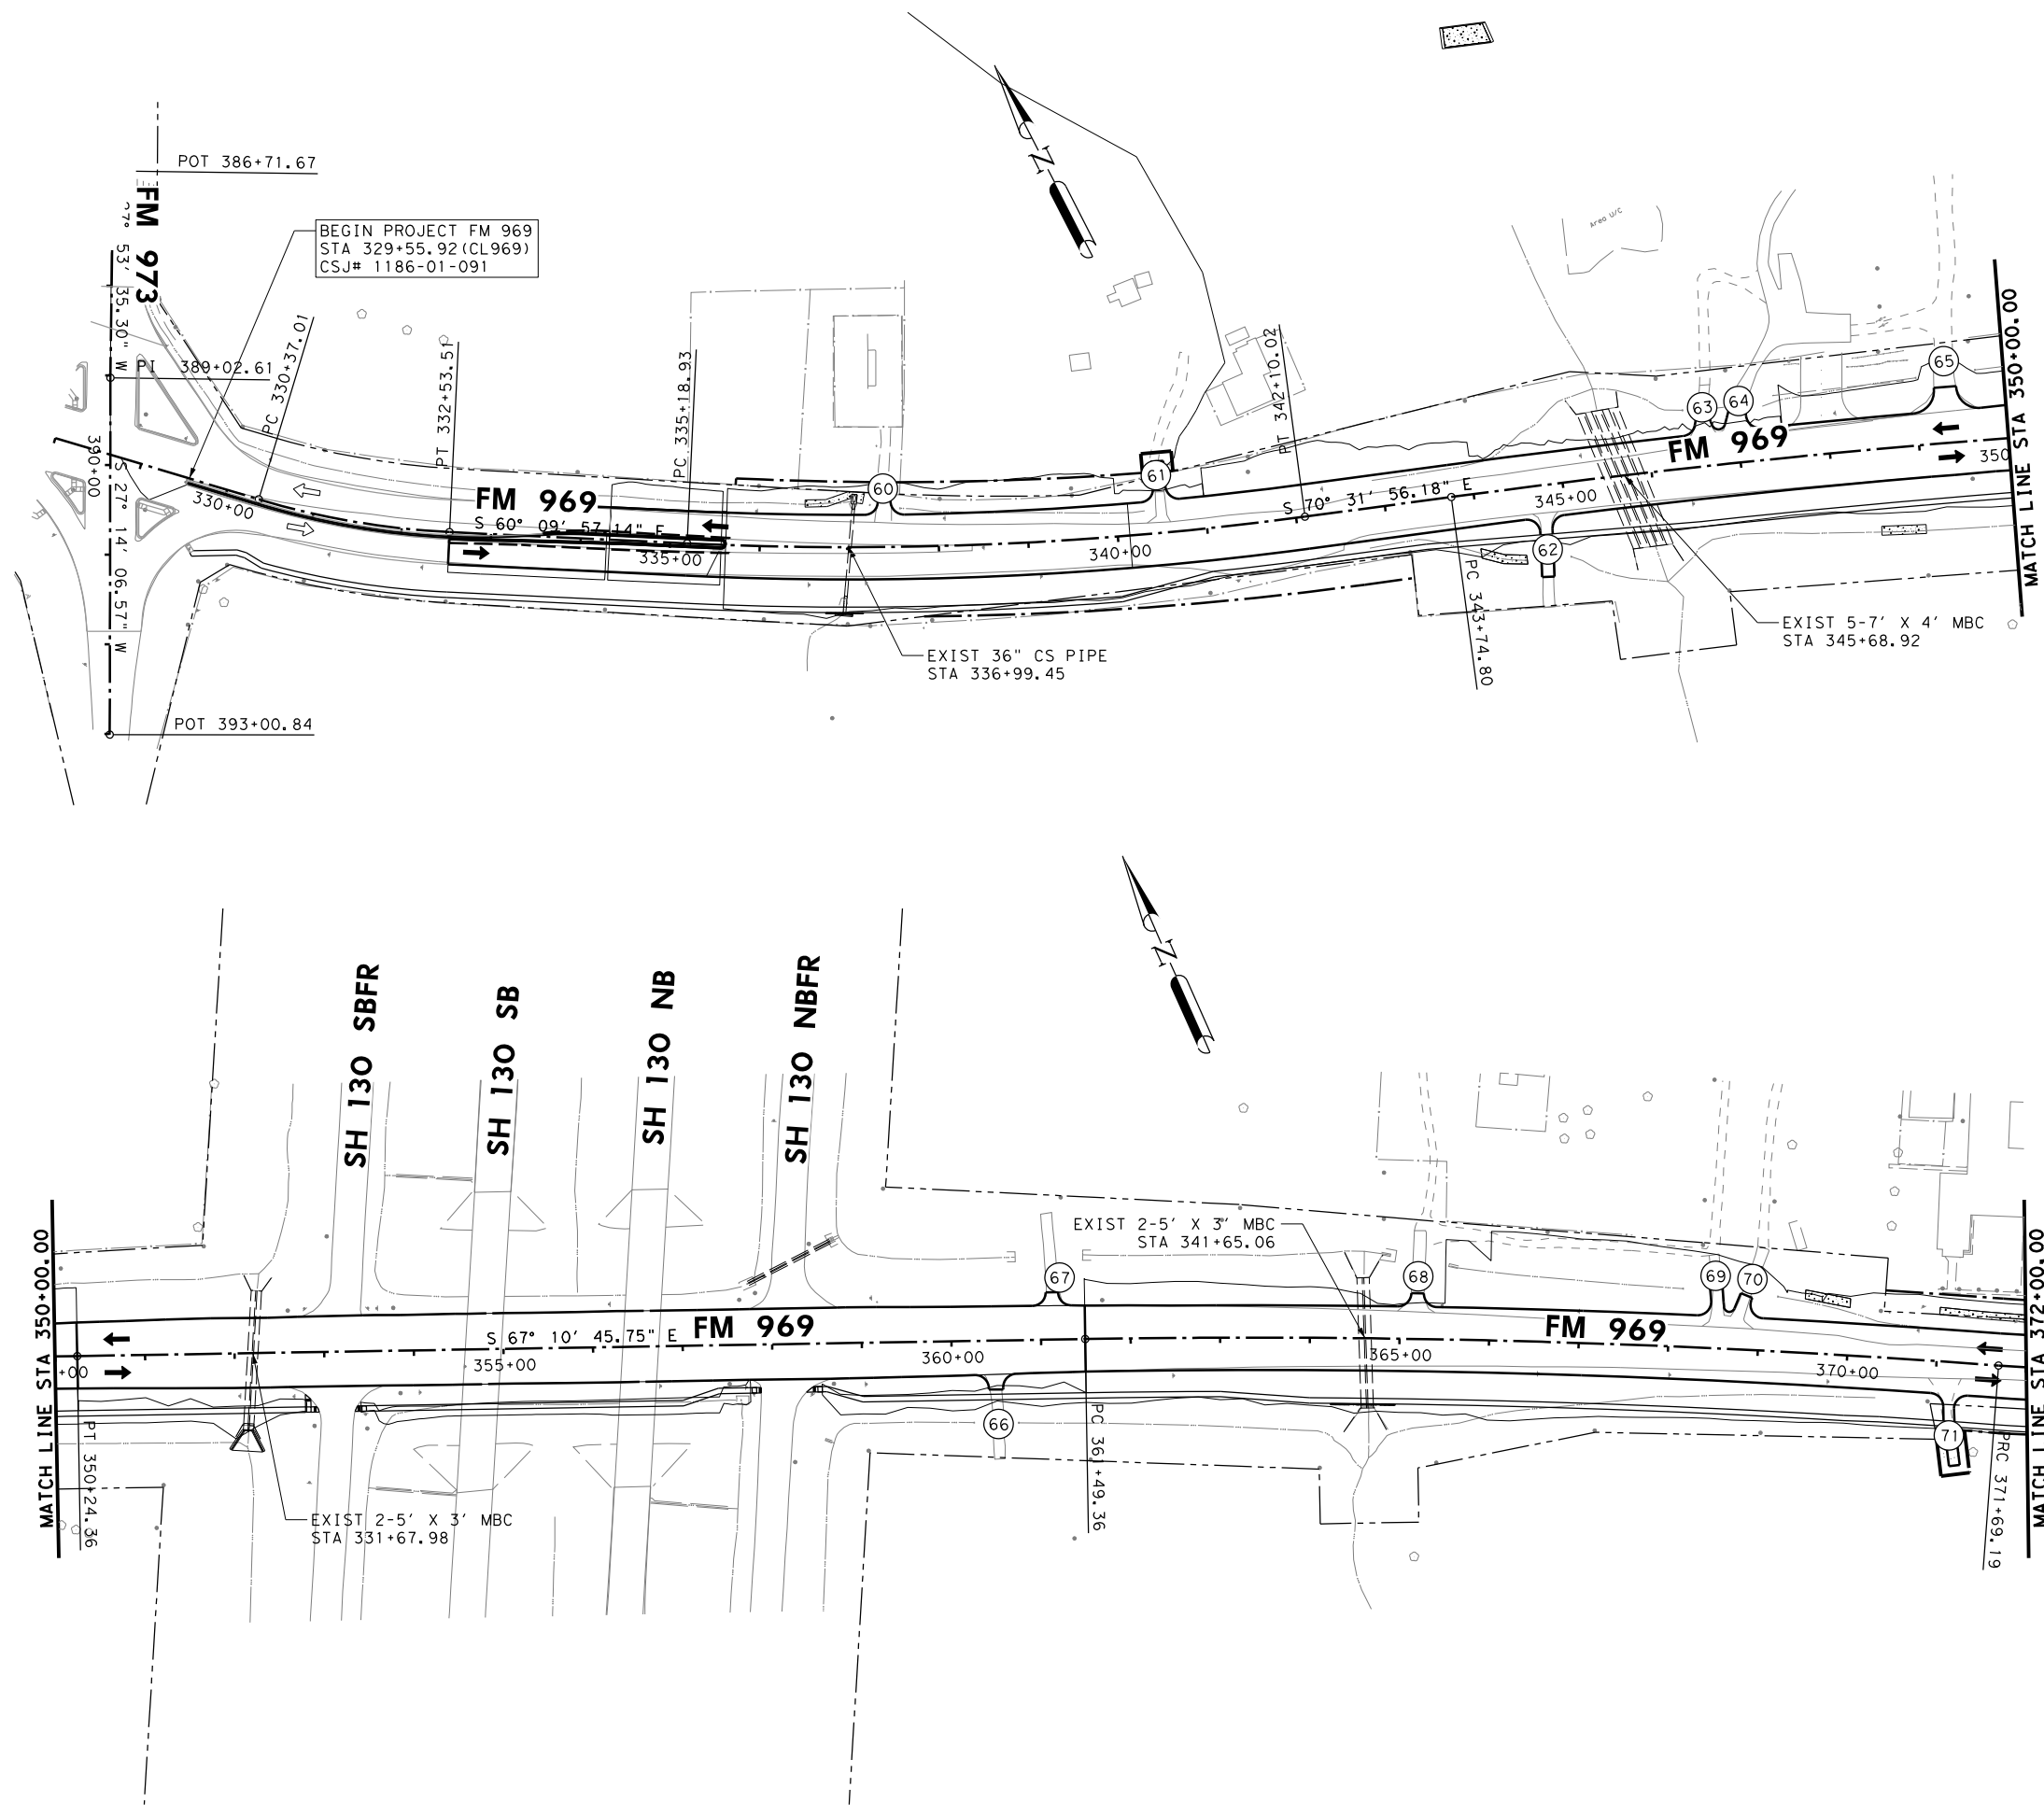 POT 386+71.67
FM 973
27° 53' 35.30" W
BEGIN PROJECT FM 969
STA 329+55.92(CL969)
CSJ# 1186-01-091
PI 389+02.61
PC 330+37.01
PT 332+53.51
PC 335+18.93
390+00
S 27° 14' 06.57" W
330+00
FM 969
S 60° 09' 57.14" E
335+00
60
61
340+00
PT 342+10.02
S 70° 31' 56.18" E
PC 343+74.80
345+00
62
63
64
65
FM 969
Area U/C
350
MATCH LINE STA 350+00.00
EXIST 36" CS PIPE
STA 336+99.45
EXIST 5-7' X 4' MBC
STA 345+68.92
POT 393+00.84
N
N
SH 130 SBFR
SH 130 SB
SH 130 NB
SH 130 NBFR
MATCH LINE STA 350+00.00
+00
PT 350+24.36
S 67° 10' 45.75" E
FM 969
355+00
360+00
EXIST 2-5' X 3' MBC
STA 331+67.98
66
67
PC 361+49.36
EXIST 2-5' X 3' MBC
STA 341+65.06
365+00
68
FM 969
69
70
370+00
71
PRC 371+69.19
MATCH LINE STA 372+00.00